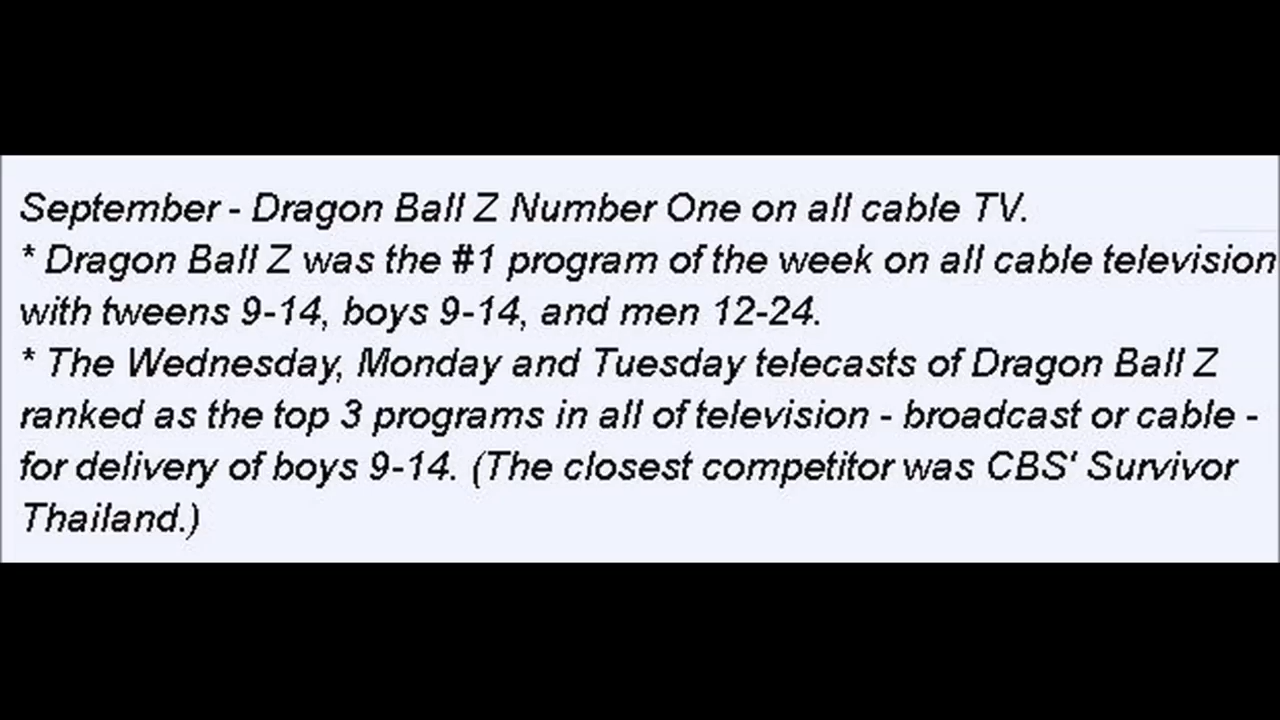 September - Dragon Ball Z Number One on all cable TV.
* Dragon Ball Z was the #1 program of the week on all cable television
with tweens 9-14, boys 9-14, and men 12-24.
* The Wednesday, Monday and Tuesday telecasts of Dragon Ball Z
ranked as the top 3 programs in all of television - broadcast or cable -
for delivery of boys 9-14. (The closest competitor was CBS' Survivor
Thailand.)